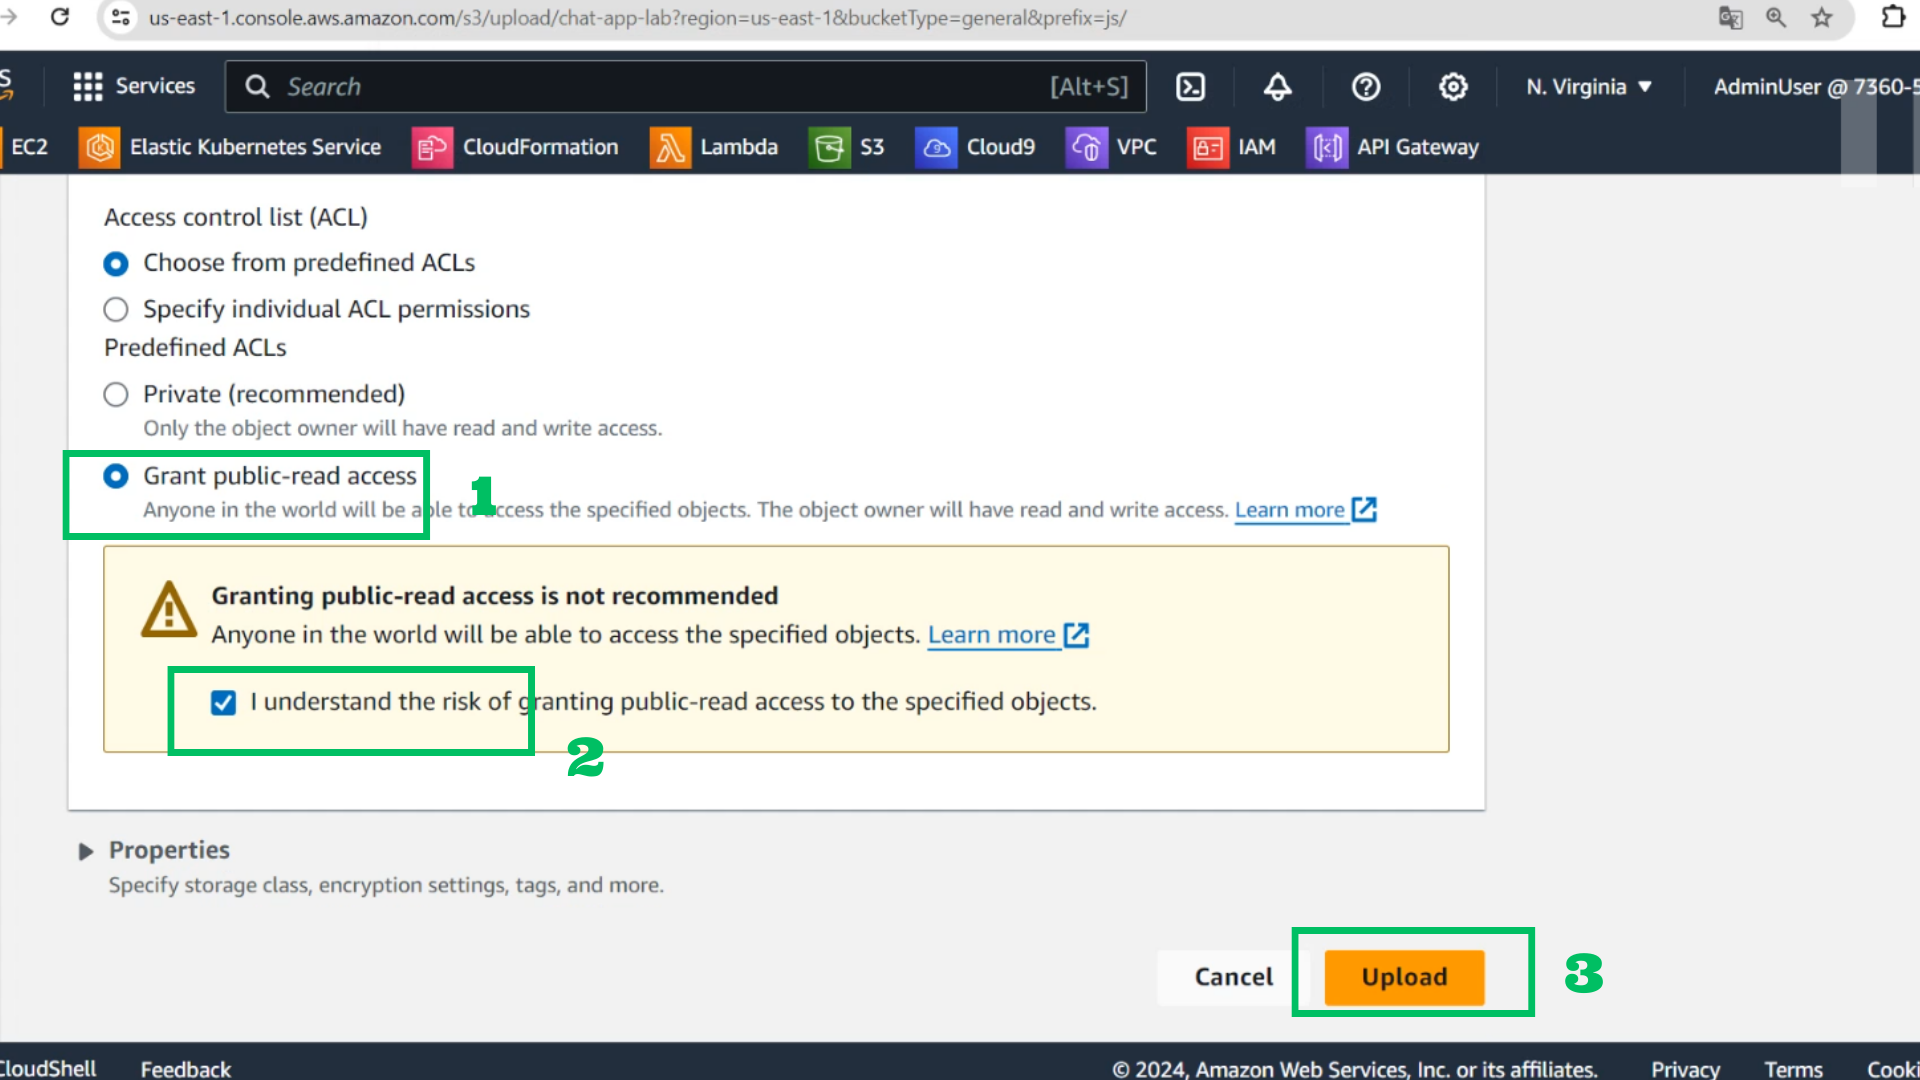 us-east-1.console.aws.amazon.com/s3/upload/chat-app-lab?region=us-east-1&bucketType=general&prefix=js/
Services Search [Alt+S] N. Virginia AdminUser @ 7360-5
EC2 Elastic Kubernetes Service CloudFormation Lambda S3 Cloud9 VPC IAM API Gateway
Access control list (ACL)
Choose from predefined ACLs
Specify individual ACL permissions
Predefined ACLs
Private (recommended)
Only the object owner will have read and write access.
Grant public-read access
1
Anyone in the world will be able to access the specified objects. The object owner will have read and write access. Learn more
Granting public-read access is not recommended
Anyone in the world will be able to access the specified objects. Learn more
I understand the risk of granting public-read access to the specified objects.
2
Properties
Specify storage class, encryption settings, tags, and more.
Cancel Upload 3
CloudShell Feedback © 2024, Amazon Web Services, Inc. or its affiliates. Privacy Terms Cooki